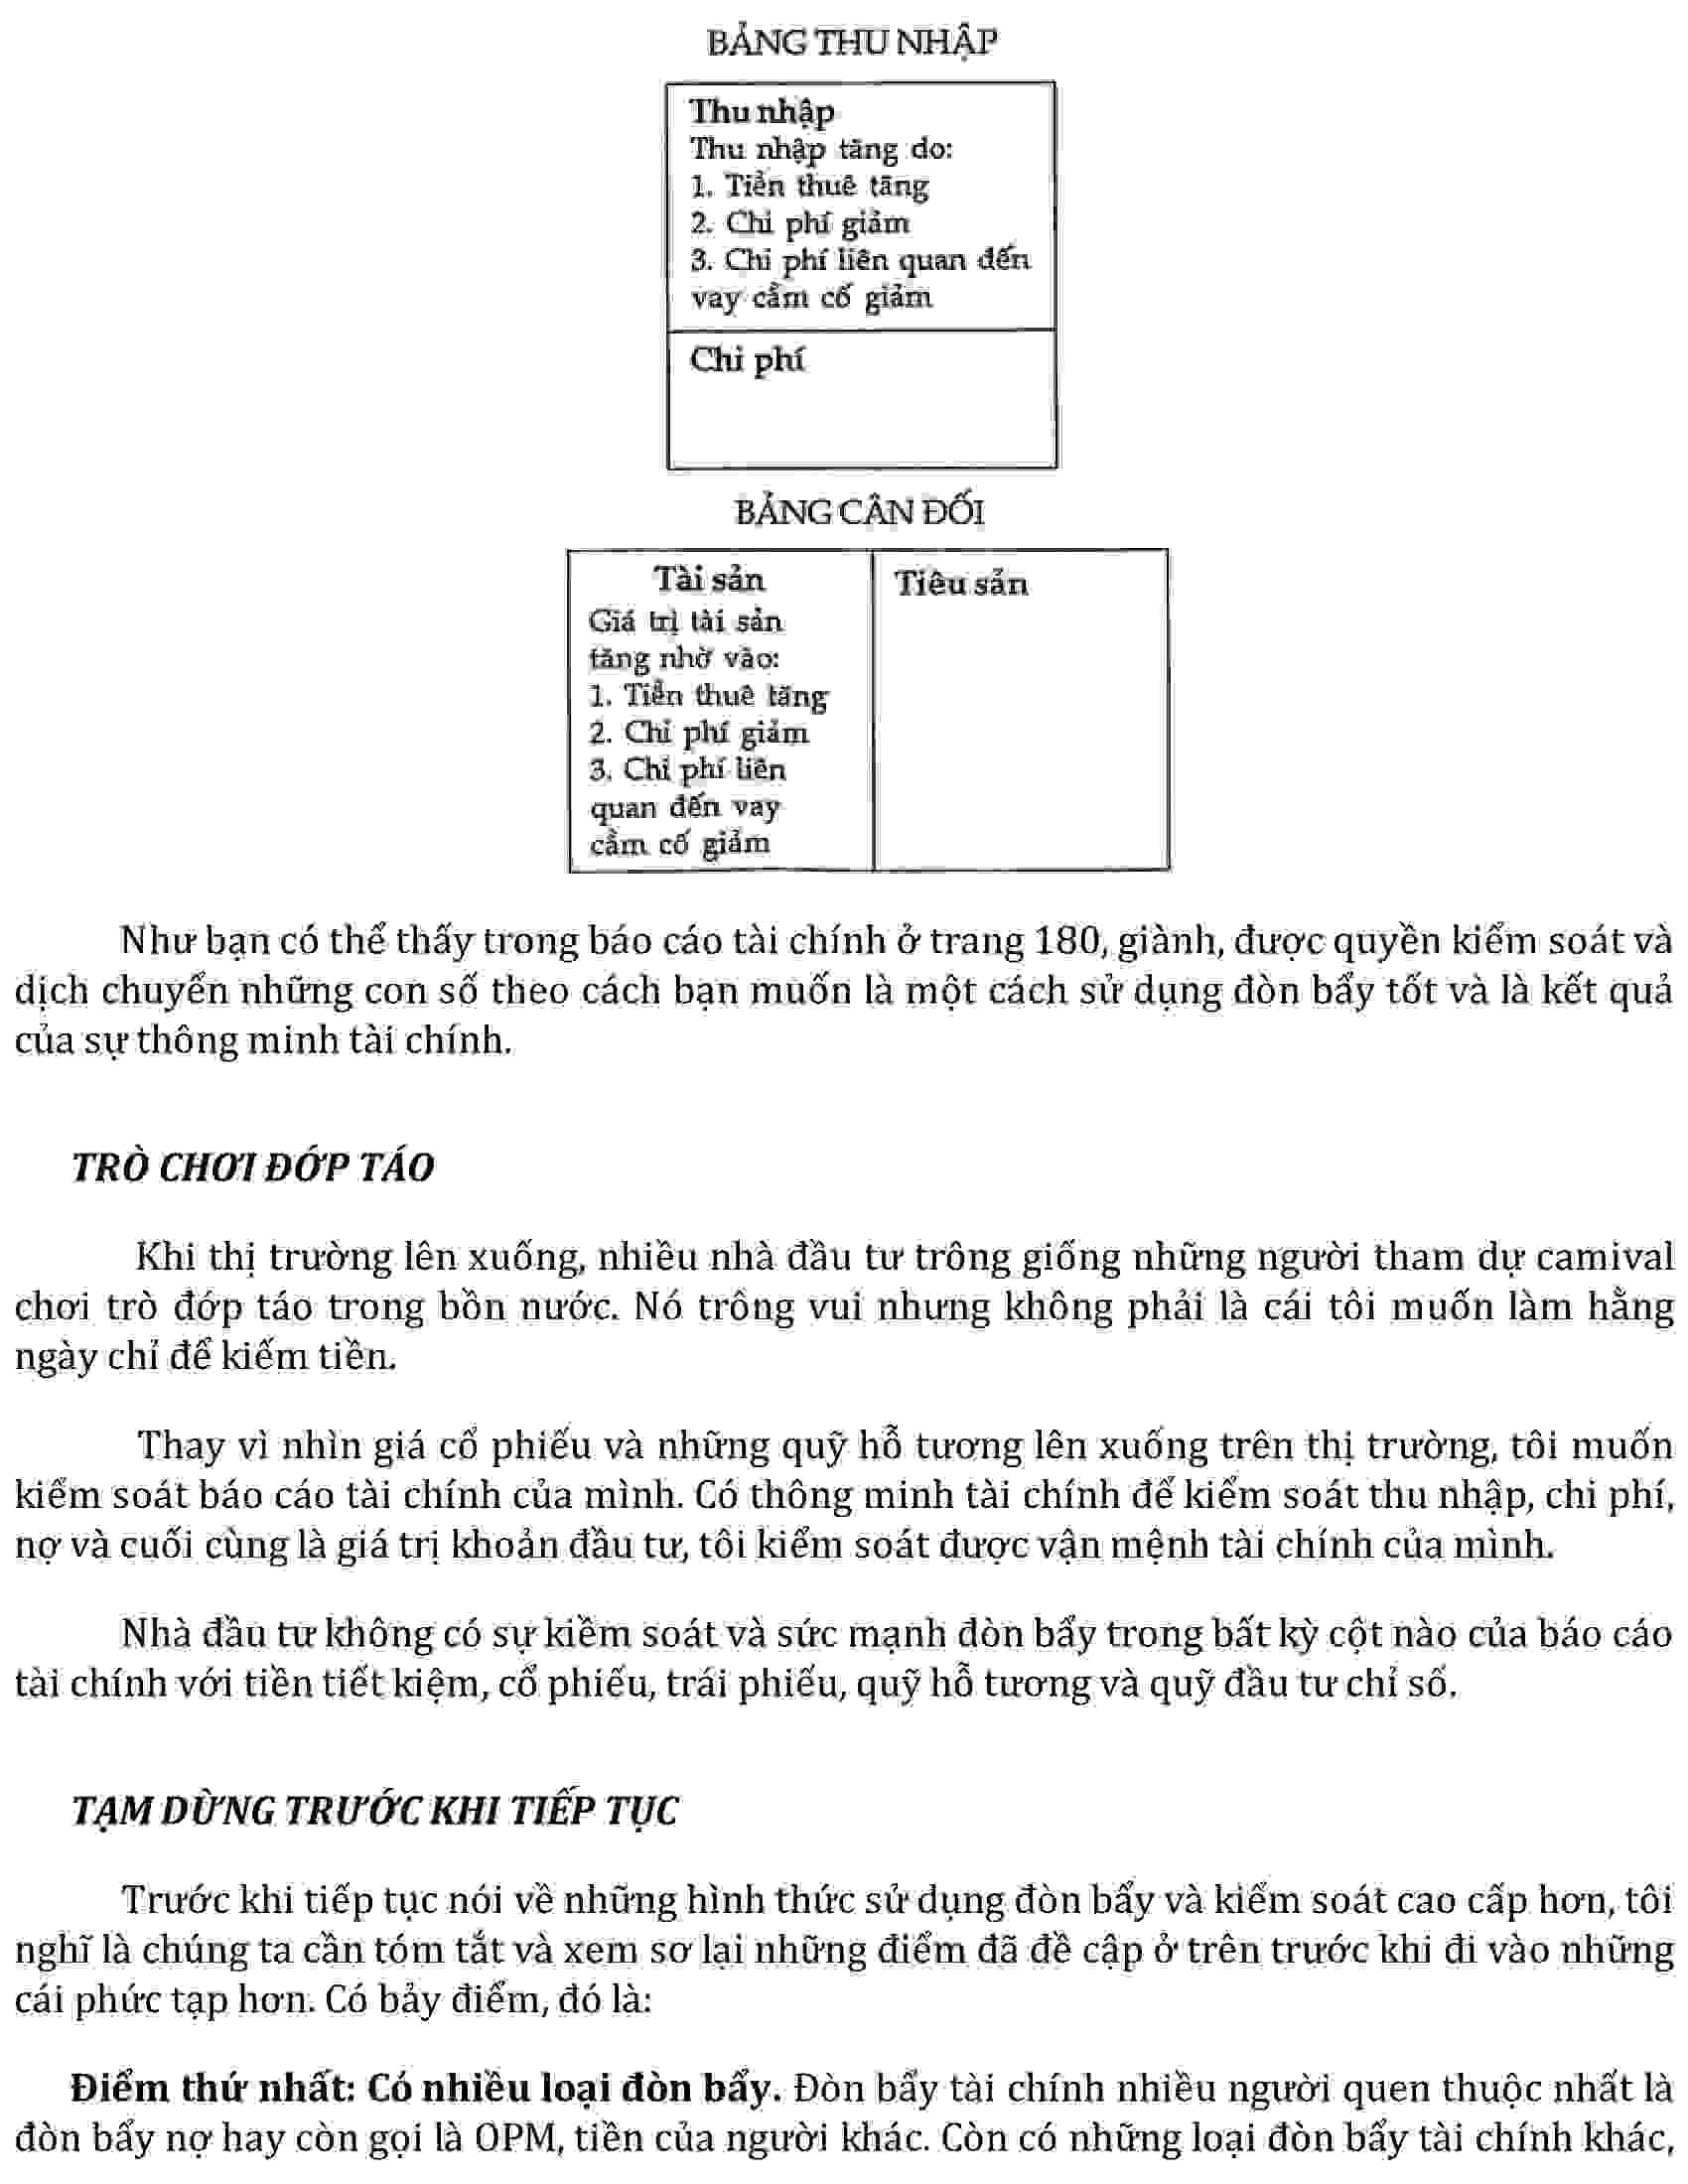 BẢNG THU NHẬP
Thu nhập
Thu nhập tăng do:
1. Tiền thuê tăng
2. Chi phí giảm
3. Chi phí liên quan đến
vay cầm cố giảm
Chi phí
BẢNG CÂN ĐỐI
Tài sản
Giá trị tài sản
tăng nhờ vào:
1. Tiền thuê tăng
2. Chi phí giảm
3. Chi phí liên
quan đến vay
cầm cố giảm
Tiêu sản
Như bạn có thể thấy trong báo cáo tài chính ở trang 180, giành, được quyền kiểm soát và
dịch chuyển những con số theo cách bạn muốn là một cách sử dụng đòn bẩy tốt và là kết quả
của sự thông minh tài chính.
TRÒ CHƠI ĐỚP TÁO
Khi thị trường lên xuống, nhiều nhà đầu tư trông giống những người tham dự camival
chơi trò đớp táo trong bồn nước. Nó trông vui nhưng không phải là cái tôi muốn làm hằng
ngày chỉ để kiếm tiền.
Thay vì nhìn giá cổ phiếu và những quỹ hỗ tương lên xuống trên thị trường, tôi muốn
kiểm soát báo cáo tài chính của mình. Có thông minh tài chính để kiểm soát thu nhập, chi phí,
nợ và cuối cùng là giá trị khoản đầu tư, tôi kiểm soát được vận mệnh tài chính của mình.
Nhà đầu tư không có sự kiềm soát và sức mạnh đòn bẩy trong bất kỳ cột nào của báo cáo
tài chính với tiền tiết kiệm, cổ phiếu, trái phiếu, quỹ hỗ tương và quỹ đầu tư chỉ số.
TẠM DỪNG TRƯỚC KHI TIẾP TỤC
Trước khi tiếp tục nói về những hình thức sử dụng đòn bẩy và kiểm soát cao cấp hơn, tôi
nghĩ là chúng ta cần tóm tắt và xem sơ lại những điểm đã đề cập ở trên trước khi đi vào những
cái phức tạp hơn. Có bảy điểm, đó là:
Điểm thứ nhất: Có nhiều loại đòn bẩy. Đòn bẩy tài chính nhiều người quen thuộc nhất là
đòn bẩy nợ hay còn gọi là OPM, tiền của người khác. Còn có những loại đòn bẩy tài chính khác,